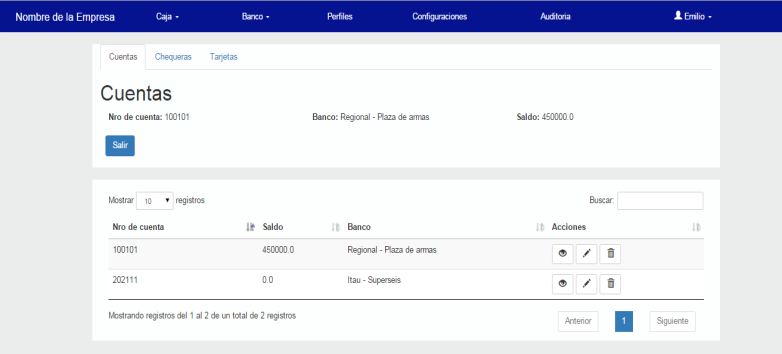 Nombre de la Empresa Caja Banco Perfiles Configuraciones Auditoria Emilio
Cuentas Chequeras Tarjetas
Cuentas
Nro de cuenta: 100101 Banco: Regional - Plaza de armas Saldo: 450000.0
Salir
Mostrar 10 registros Buscar:
Nro de cuenta Saldo Banco Acciones
100101 450000.0 Regional - Plaza de armas
202111 0.0 Itau - Superseis
Mostrando registros del 1 al 2 de un total de 2 registros Anterior 1 Siguiente